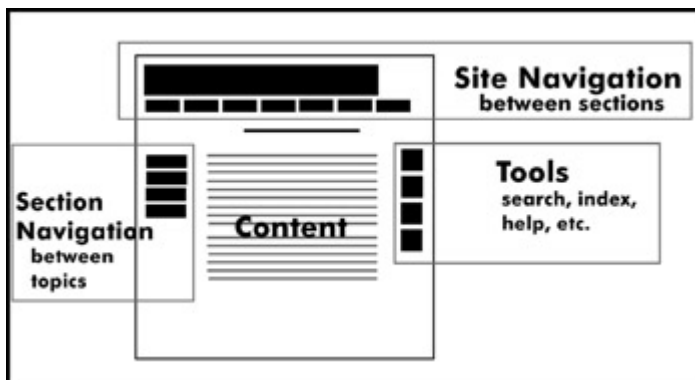 Site Navigation
between sections
Section
Navigation
between
topics
Content
Tools
search, index,
help, etc.